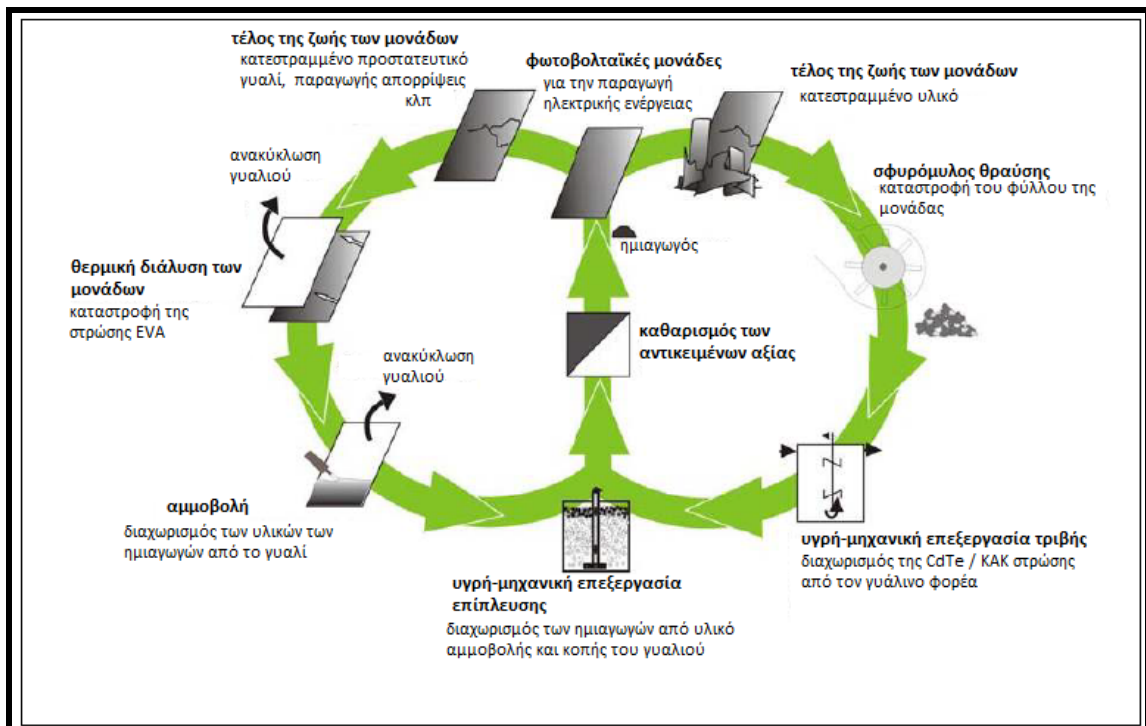 τέλος της ζωής των μονάδων
κατεστραμμένο προστατευτικό
γυαλί, παραγωγής απορρίψεις
κλπ
φωτοβολταϊκές μονάδες
για την παραγωγή
ηλεκτρικής ενέργειας
τέλος της ζωής των μονάδων
κατεστραμμένο υλικό
ανακύκλωση
γυαλιού
σφυρόμυλος θραύσης
καταστροφή του φύλλου της
μονάδας
ημιαγωγός
θερμική διάλυση των
μονάδων
καταστροφή της
στρώσης EVA
καθαρισμός των
αντικειμένων αξίας
ανακύκλωση
γυαλιού
αμμοβολή
διαχωρισμός των υλικών των
ημιαγωγών από το γυαλί
υγρή-μηχανική επεξεργασία
επίπλευσης
διαχωρισμός των ημιαγωγών από υλικό
αμμοβολής και κοπής του γυαλιού
υγρή-μηχανική επεξεργασία τριβής
διαχωρισμός της CdTe / ΚΑΚ στρώσης
από τον γυάλινο φορέα